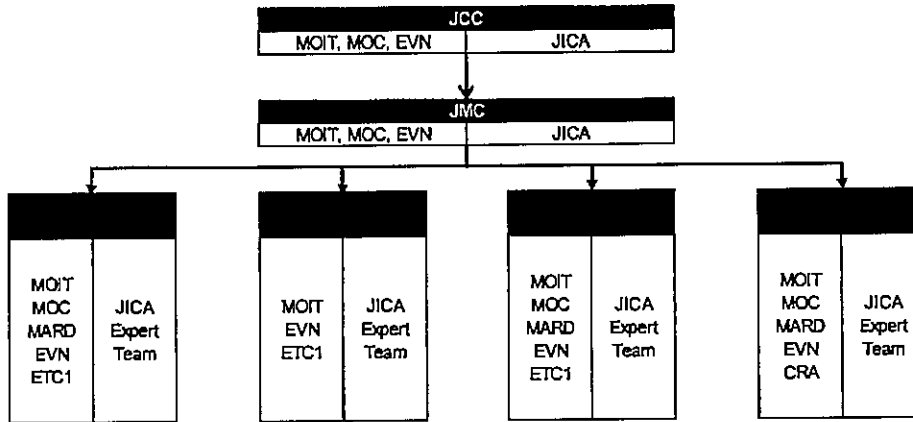 JCC
MOIT, MOC, EVN
JICA
JMC
MOIT, MOC, EVN
JICA
MOIT
MOC
MARD
EVN
ETC1
JICA
Expert
Team
MOIT
EVN
ETC1
JICA
Expert
Team
MOIT
MOC
MARD
EVN
ETC1
JICA
Expert
Team
MOIT
MOC
MARD
EVN
CRA
JICA
Expert
Team